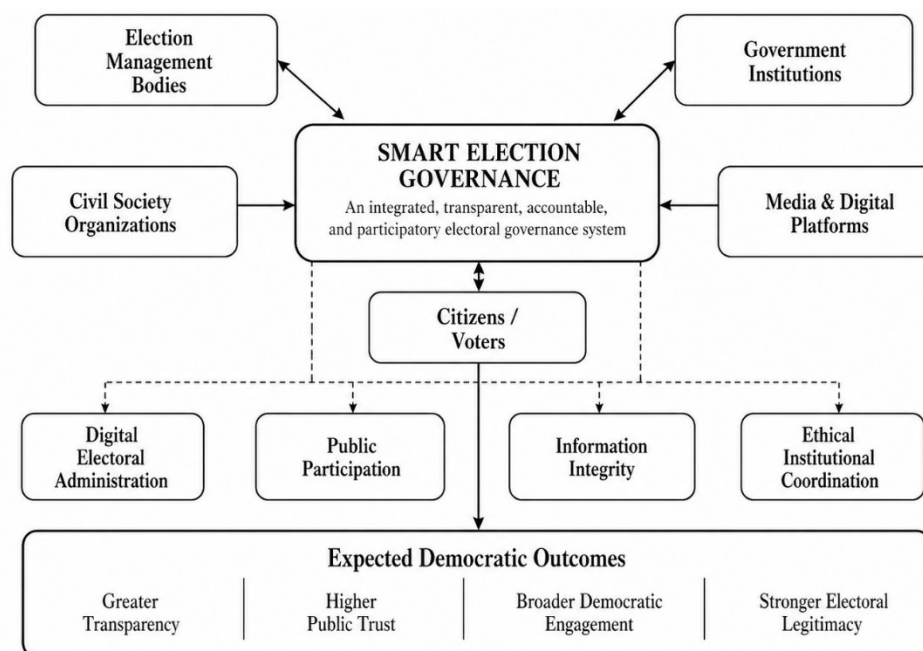 Election
Management
Bodies
Government
Institutions
SMART ELECTION
GOVERNANCE
An integrated, transparent, accountable,
and participatory electoral governance system
Civil Society
Organizations
Media & Digital
Platforms
Citizens /
Voters
Digital
Electoral
Administration
Public
Participation
Information
Integrity
Ethical
Institutional
Coordination
Expected Democratic Outcomes
Greater
Transparency
Higher
Public Trust
Broader Democratic
Engagement
Stronger Electoral
Legitimacy